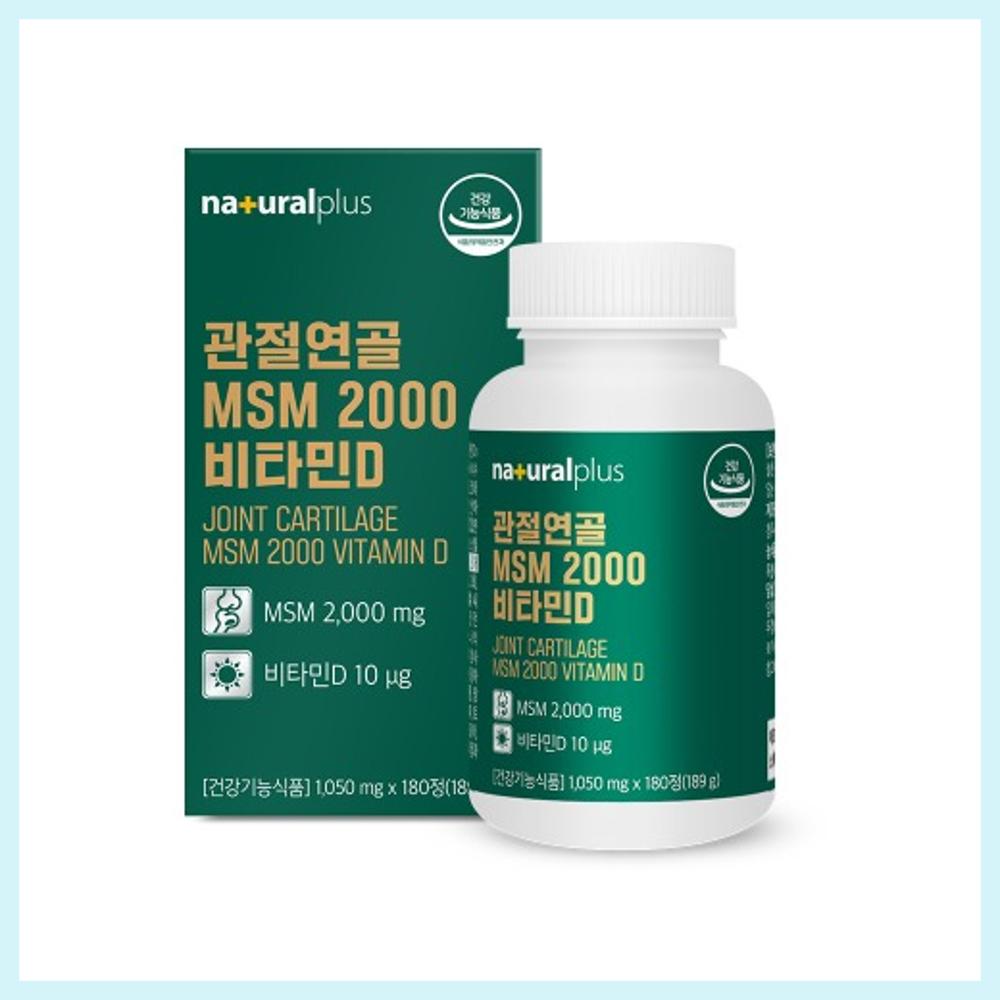 na+uralplus
건강
기능식품
관절연골
MSM 2000
비타민D
JOINT CARTILAGE
MSM 2000 VITAMIN D
MSM 2,000 mg
비타민D 10 µg
[건강기능식품] 1,050 mg x 180정(18
na+uralplus
건강
기능식품
관절연골
MSM 2000
비타민D
JOINT CARTILAGE
MSM 2000 VITAMIN D
MSM 2,000 mg
비타민D 10 µg
[건강기능식품] 1,050 mg x 180정(189 g)